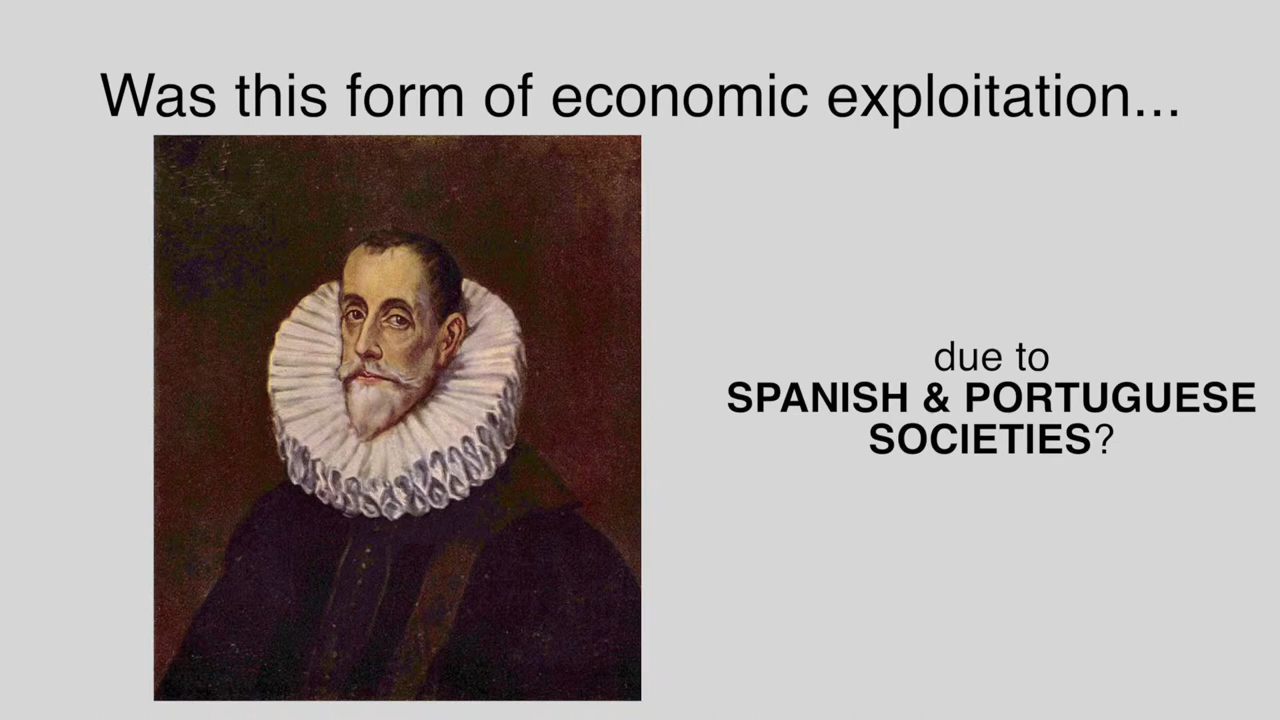 Was this form of economic exploitation...
due to
SPANISH & PORTUGUESE
SOCIETIES?